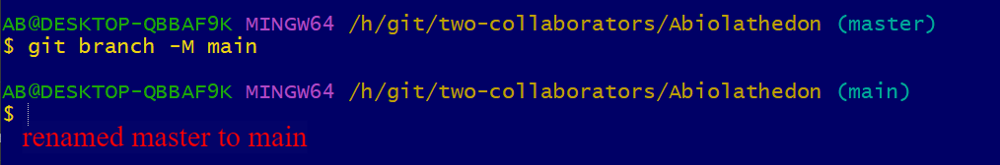 AB@DESKTOP-QBBAF9K MINGW64 /h/git/two-collaborators/Abiolathedon (master)
$ git branch -M main
AB@DESKTOP-QBBAF9K MINGW64 /h/git/two-collaborators/Abiolathedon (main)
$
renamed master to main